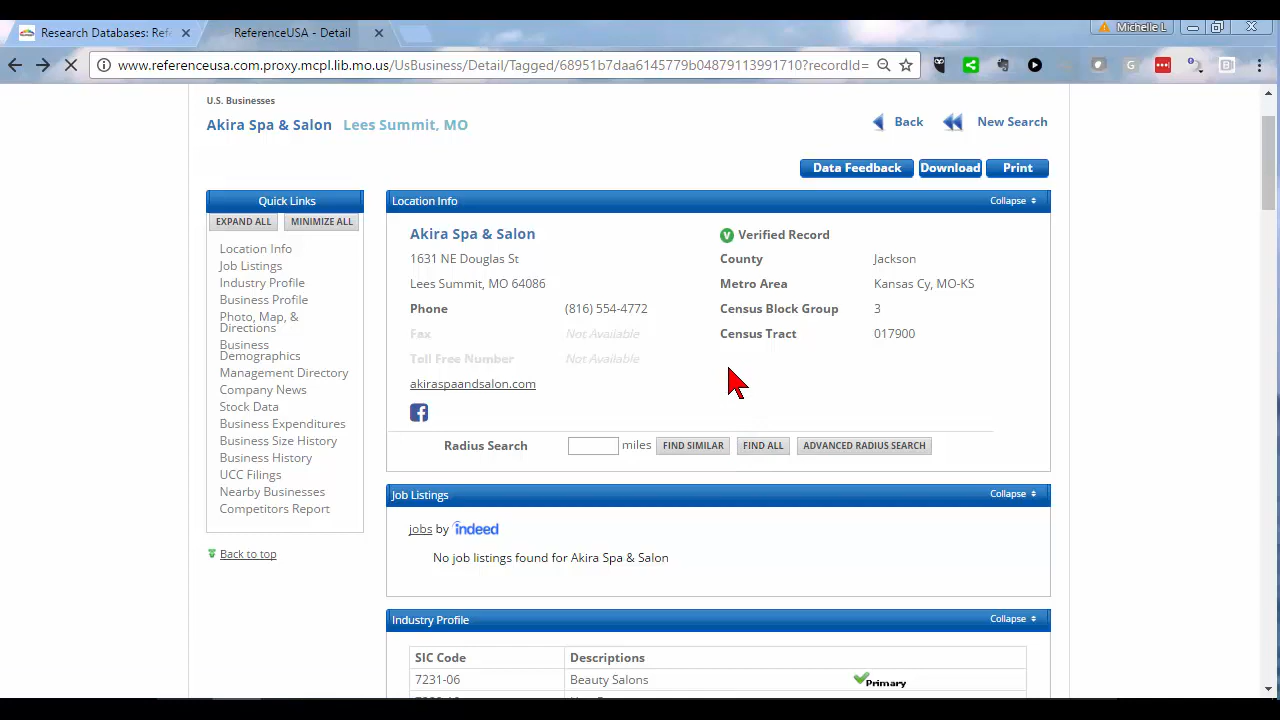 Research Databases: Ref
ReferenceUSA - Detail
Michelle L
www.referenceusa.com.proxy.mcpl.lib.mo.us/UsBusiness/Detail/Tagged/68951b7daa6145779b04879113991710?recordId=
U.S. Businesses
Akira Spa & Salon Lees Summit, MO
Back New Search
Data Feedback Download Print
Quick Links
EXPAND ALL MINIMIZE ALL
Location Info
Job Listings
Industry Profile
Business Profile
Photo, Map, &
Directions
Business
Demographics
Management Directory
Company News
Stock Data
Business Expenditures
Business Size History
Business History
UCC Filings
Nearby Businesses
Competitors Report
Back to top
Location Info Collapse
Akira Spa & Salon V Verified Record
1631 NE Douglas St County Jackson
Lees Summit, MO 64086 Metro Area Kansas Cy, MO-KS
Phone (816) 554-4772 Census Block Group 3
Fax Not Available Census Tract 017900
Toll Free Number Not Available
akiraspaandsalon.com
Radius Search miles FIND SIMILAR FIND ALL ADVANCED RADIUS SEARCH
Job Listings Collapse
jobs by indeed
No job listings found for Akira Spa & Salon
Industry Profile Collapse
SIC Code Descriptions
7231-06 Beauty Salons Primary